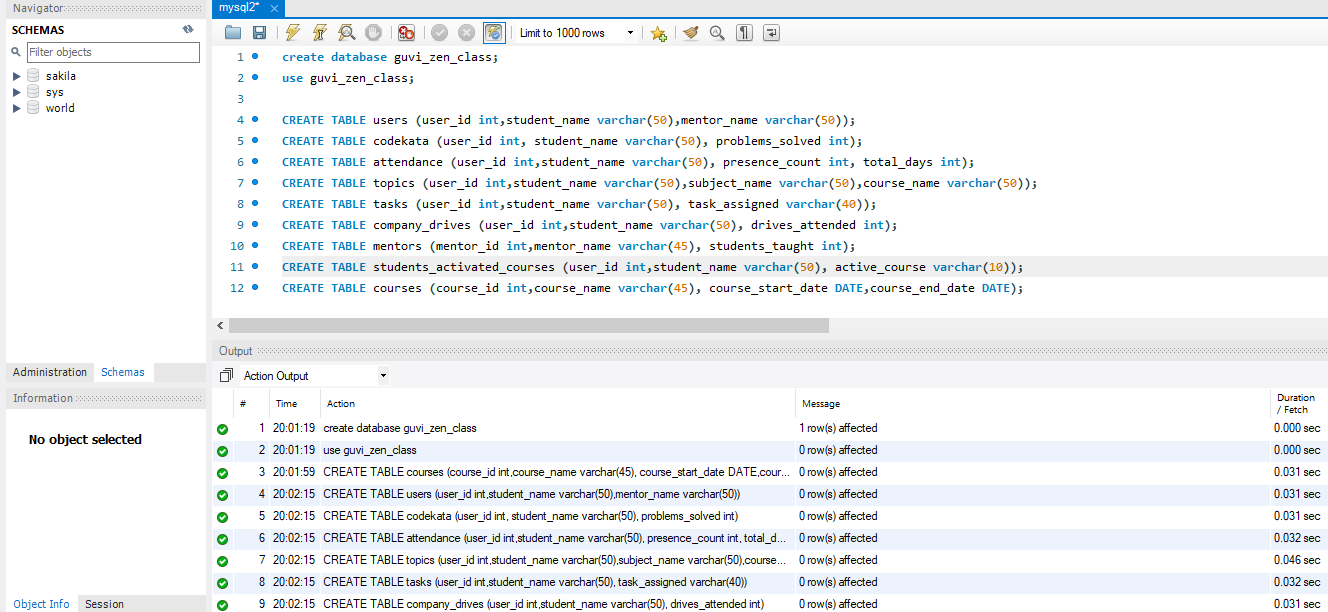 Navigator
SCHEMAS
Filter objects
sakila
sys
world
Administration Schemas
Information
No object selected
Object Info Session
mysql2*
Limit to 1000 rows
1 create database guvi_zen_class;
2 use guvi_zen_class;
3
4 CREATE TABLE users (user_id int,student_name varchar(50),mentor_name varchar(50));
5 CREATE TABLE codekata (user_id int, student_name varchar(50), problems_solved int);
6 CREATE TABLE attendance (user_id int,student_name varchar(50), presence_count int, total_days int);
7 CREATE TABLE topics (user_id int,student_name varchar(50),subject_name varchar(50),course_name varchar(50));
8 CREATE TABLE tasks (user_id int,student_name varchar(50), task_assigned varchar(40));
9 CREATE TABLE company_drives (user_id int,student_name varchar(50), drives_attended int);
10 CREATE TABLE mentors (mentor_id int,mentor_name varchar(45), students_taught int);
11 CREATE TABLE students_activated_courses (user_id int,student_name varchar(50), active_course varchar(10));
12 CREATE TABLE courses (course_id int,course_name varchar(45), course_start_date DATE,course_end_date DATE);
Output
Action Output
# Time Action Message Duration / Fetch
1 20:01:19 create database guvi_zen_class 1 row(s) affected 0.000 sec
2 20:01:19 use guvi_zen_class 0 row(s) affected 0.000 sec
3 20:01:59 CREATE TABLE courses (course_id int,course_name varchar(45), course_start_date DATE,cour... 0 row(s) affected 0.031 sec
4 20:02:15 CREATE TABLE users (user_id int,student_name varchar(50),mentor_name varchar(50)) 0 row(s) affected 0.031 sec
5 20:02:15 CREATE TABLE codekata (user_id int, student_name varchar(50), problems_solved int) 0 row(s) affected 0.031 sec
6 20:02:15 CREATE TABLE attendance (user_id int,student_name varchar(50), presence_count int, total_d... 0 row(s) affected 0.032 sec
7 20:02:15 CREATE TABLE topics (user_id int,student_name varchar(50),subject_name varchar(50),course... 0 row(s) affected 0.046 sec
8 20:02:15 CREATE TABLE tasks (user_id int,student_name varchar(50), task_assigned varchar(40)) 0 row(s) affected 0.032 sec
9 20:02:15 CREATE TABLE company_drives (user_id int,student_name varchar(50), drives_attended int) 0 row(s) affected 0.031 sec